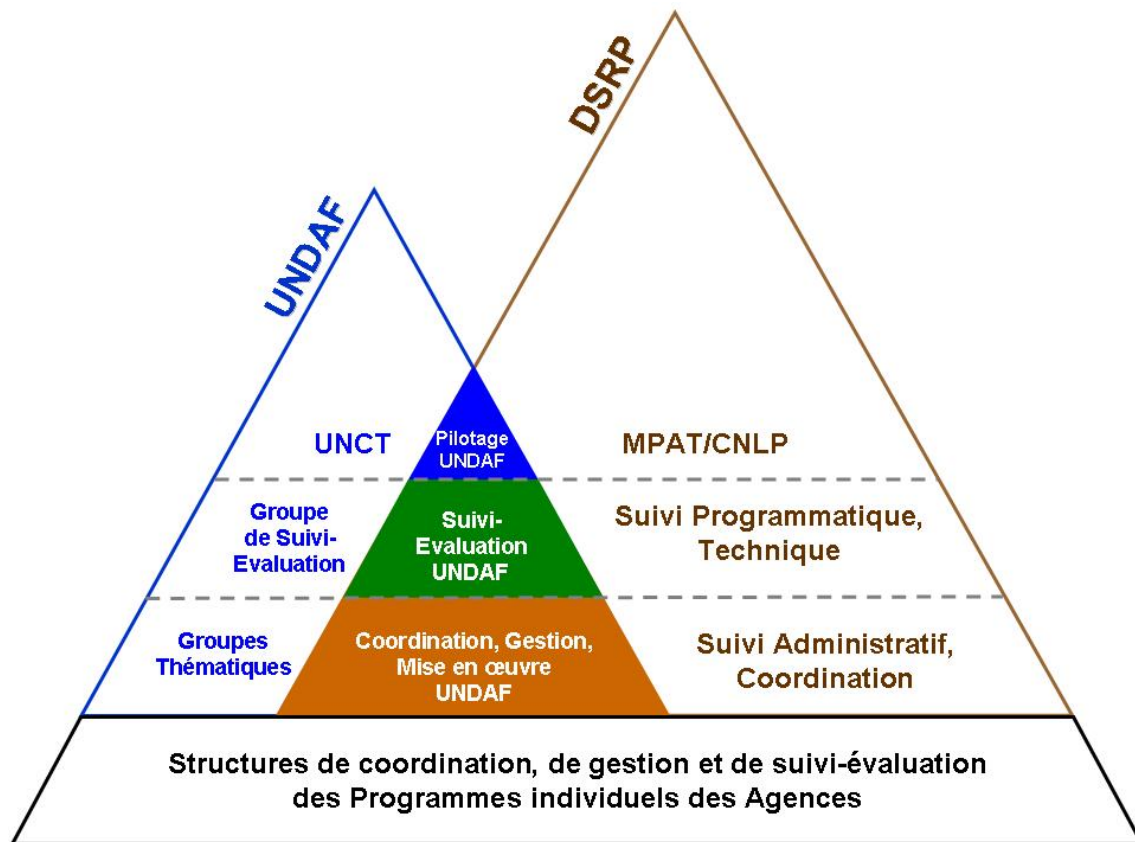 DSRP
UNDAF
UNCT
Pilotage
UNDAF
MPAT/CNLP
Groupe
de Suivi-
Evaluation
Suivi-
Evaluation
UNDAF
Suivi Programmatique,
Technique
Groupes
Thématiques
Coordination, Gestion,
Mise en œuvre
UNDAF
Suivi Administratif,
Coordination
Structures de coordination, de gestion et de suivi-évaluation
des Programmes individuels des Agences